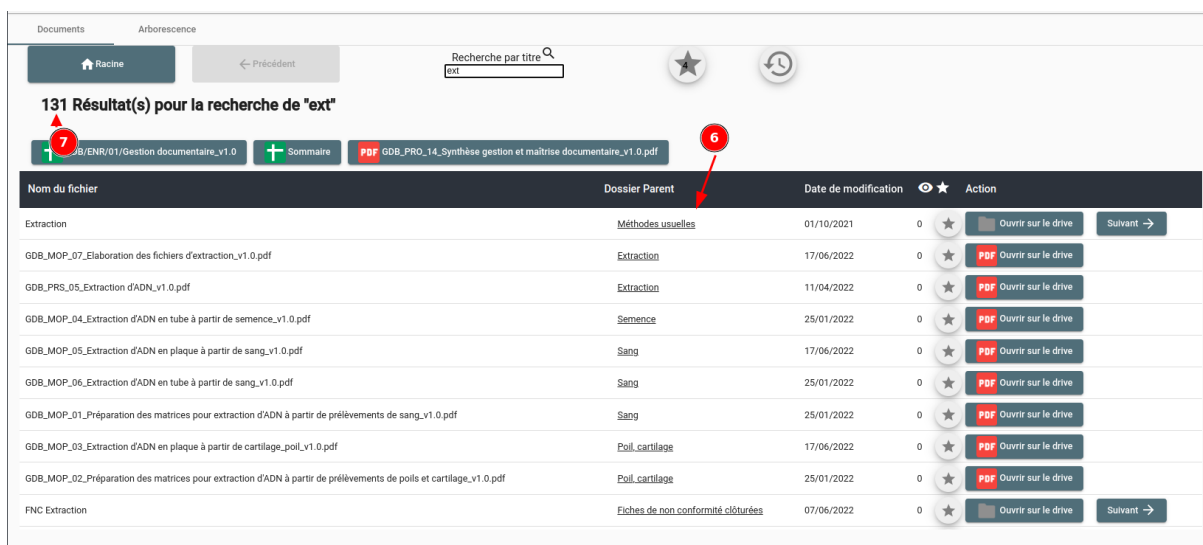 Documents Arborescence
Racine Précédent Recherche par titre 4
ext
131 Résultat(s) pour la recherche de "ext"
7 6
/ENR/01/Gestion documentaire_v1.0 Sommaire PDF GDB_PRO_14_Synthèse gestion et maîtrise documentaire_v1.0.pdf
Nom du fichier Dossier Parent Date de modification Action
Extraction Méthodes usuelles 01/10/2021 0 Ouvrir sur le drive Suivant
GDB_MOP_07_Elaboration des fichiers d'extraction_v1.0.pdf Extraction 17/06/2022 0 PDF Ouvrir sur le drive
GDB_PRS_05_Extraction d'ADN_v1.0.pdf Extraction 11/04/2022 0 PDF Ouvrir sur le drive
GDB_MOP_04_Extraction d'ADN en tube à partir de semence_v1.0.pdf Semence 25/01/2022 0 PDF Ouvrir sur le drive
GDB_MOP_05_Extraction d'ADN en plaque à partir de sang_v1.0.pdf Sang 17/06/2022 0 PDF Ouvrir sur le drive
GDB_MOP_06_Extraction d'ADN en tube à partir de sang_v1.0.pdf Sang 25/01/2022 0 PDF Ouvrir sur le drive
GDB_MOP_01_Préparation des matrices pour extraction d'ADN à partir de prélèvements de sang_v1.0.pdf Sang 25/01/2022 0 PDF Ouvrir sur le drive
GDB_MOP_03_Extraction d'ADN en plaque à partir de cartilage_poil_v1.0.pdf Poil, cartilage 17/06/2022 0 PDF Ouvrir sur le drive
GDB_MOP_02_Préparation des matrices pour extraction d'ADN à partir de prélèvements de poils et cartilage_v1.0.pdf Poil, cartilage 25/01/2022 0 PDF Ouvrir sur le drive
FNC Extraction Fiches de non conformité clôturées 07/06/2022 0 Ouvrir sur le drive Suivant